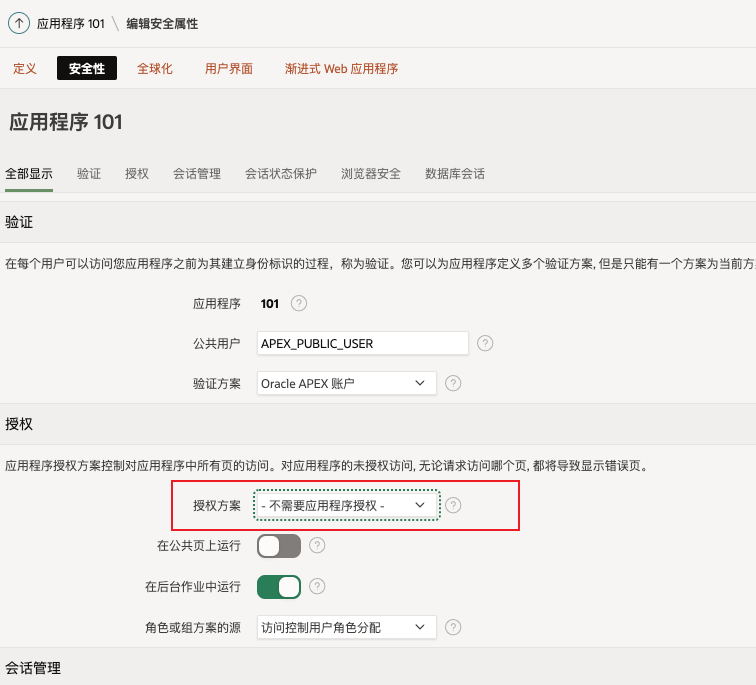 应用程序 101 \ 编辑安全属性
定义 安全性 全球化 用户界面 渐进式 Web 应用程序
应用程序 101
全部显示 验证 授权 会话管理 会话状态保护 浏览器安全 数据库会话
验证
在每个用户可以访问您应用程序之前为其建立身份标识的过程，称为验证。您可以为应用程序定义多个验证方案, 但是只能有一个方案为当前方
应用程序 101 ?
公共用户 APEX_PUBLIC_USER ?
验证方案 Oracle APEX 账户 ?
授权
应用程序授权方案控制对应用程序中所有页的访问。对应用程序的未授权访问, 无论请求访问哪个页, 都将导致显示错误页。
授权方案 - 不需要应用程序授权 - ?
在公共页上运行 ?
在后台作业中运行 ?
角色或组方案的源 访问控制用户角色分配 ?
会话管理